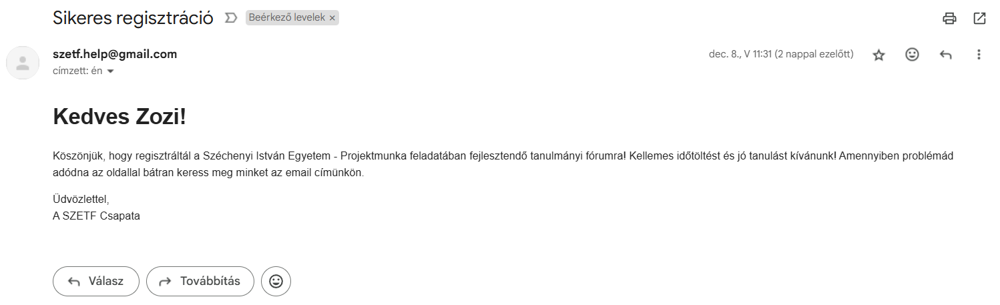 Sikeres regisztráció Beérkező levelek ×
szetf.help@gmail.com dec. 8., V 11:31 (2 nappal ezelőtt)
címzett: én
Kedves Zozi!
Köszönjük, hogy regisztráltál a Széchenyi István Egyetem - Projektmunka feladatában fejlesztendő tanulmányi fórumra! Kellemes időtöltést és jó tanulást kívánunk! Amennyiben problémád
adódna az oldallal bátran keress meg minket az email címünkön.
Üdvözlettel,
A SZETF Csapata
Válasz Továbbítás